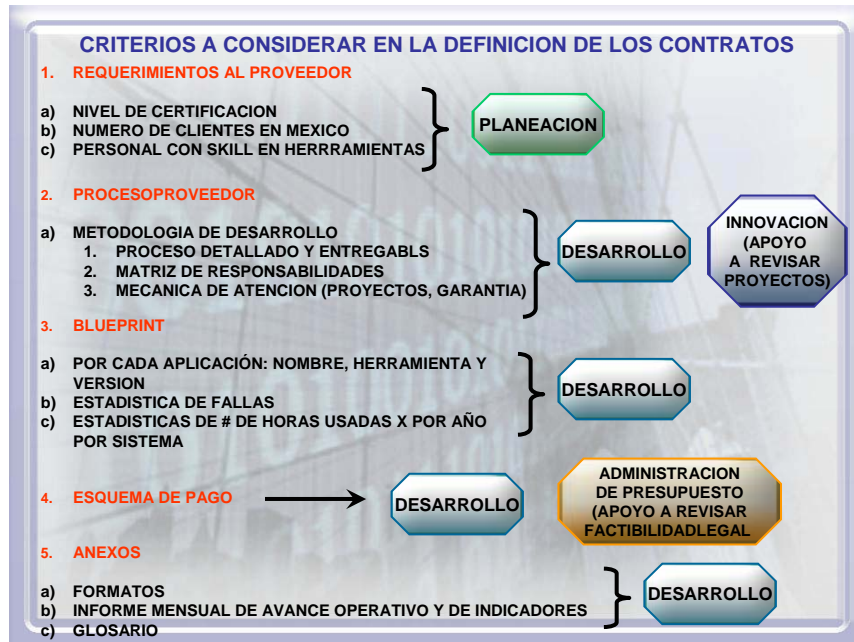 CRITERIOS A CONSIDERAR EN LA DEFINICION DE LOS CONTRATOS
1. REQUERIMIENTOS AL PROVEEDOR
a) NIVEL DE CERTIFICACION
b) NUMERO DE CLIENTES EN MEXICO
c) PERSONAL CON SKILL EN HERRRAMIENTAS
PLANEACION
2. PROCESOPROVEEDOR
a) METODOLOGIA DE DESARROLLO
1. PROCESO DETALLADO Y ENTREGABLS
2. MATRIZ DE RESPONSABILIDADES
3. MECANICA DE ATENCION (PROYECTOS, GARANTIA)
DESARROLLO
INNOVACION
(APOYO
A REVISAR
PROYECTOS)
3. BLUEPRINT
a) POR CADA APLICACIÓN: NOMBRE, HERRAMIENTA Y
VERSION
b) ESTADISTICA DE FALLAS
c) ESTADISTICAS DE # DE HORAS USADAS X POR AÑO
POR SISTEMA
DESARROLLO
4. ESQUEMA DE PAGO
DESARROLLO
ADMINISTRACION
DE PRESUPUESTO
(APOYO A REVISAR
FACTIBILIDADLEGAL
5. ANEXOS
a) FORMATOS
b) INFORME MENSUAL DE AVANCE OPERATIVO Y DE INDICADORES
c) GLOSARIO
DESARROLLO